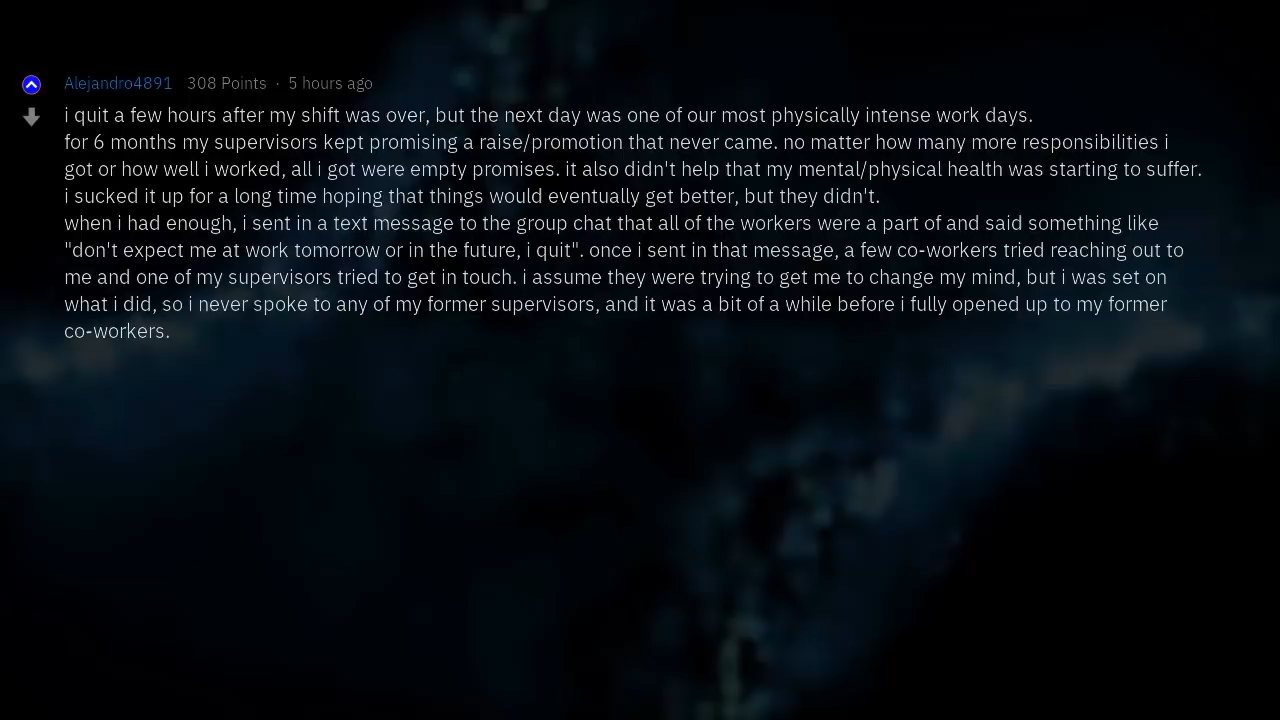 Alejandro4891 308 Points · 5 hours ago
i quit a few hours after my shift was over, but the next day was one of our most physically intense work days.
for 6 months my supervisors kept promising a raise/promotion that never came. no matter how many more responsibilities i
got or how well i worked, all i got were empty promises. it also didn't help that my mental/physical health was starting to suffer.
i sucked it up for a long time hoping that things would eventually get better, but they didn't.
when i had enough, i sent in a text message to the group chat that all of the workers were a part of and said something like
"don't expect me at work tomorrow or in the future, i quit". once i sent in that message, a few co-workers tried reaching out to
me and one of my supervisors tried to get in touch. i assume they were trying to get me to change my mind, but i was set on
what i did, so i never spoke to any of my former supervisors, and it was a bit of a while before i fully opened up to my former
co-workers.